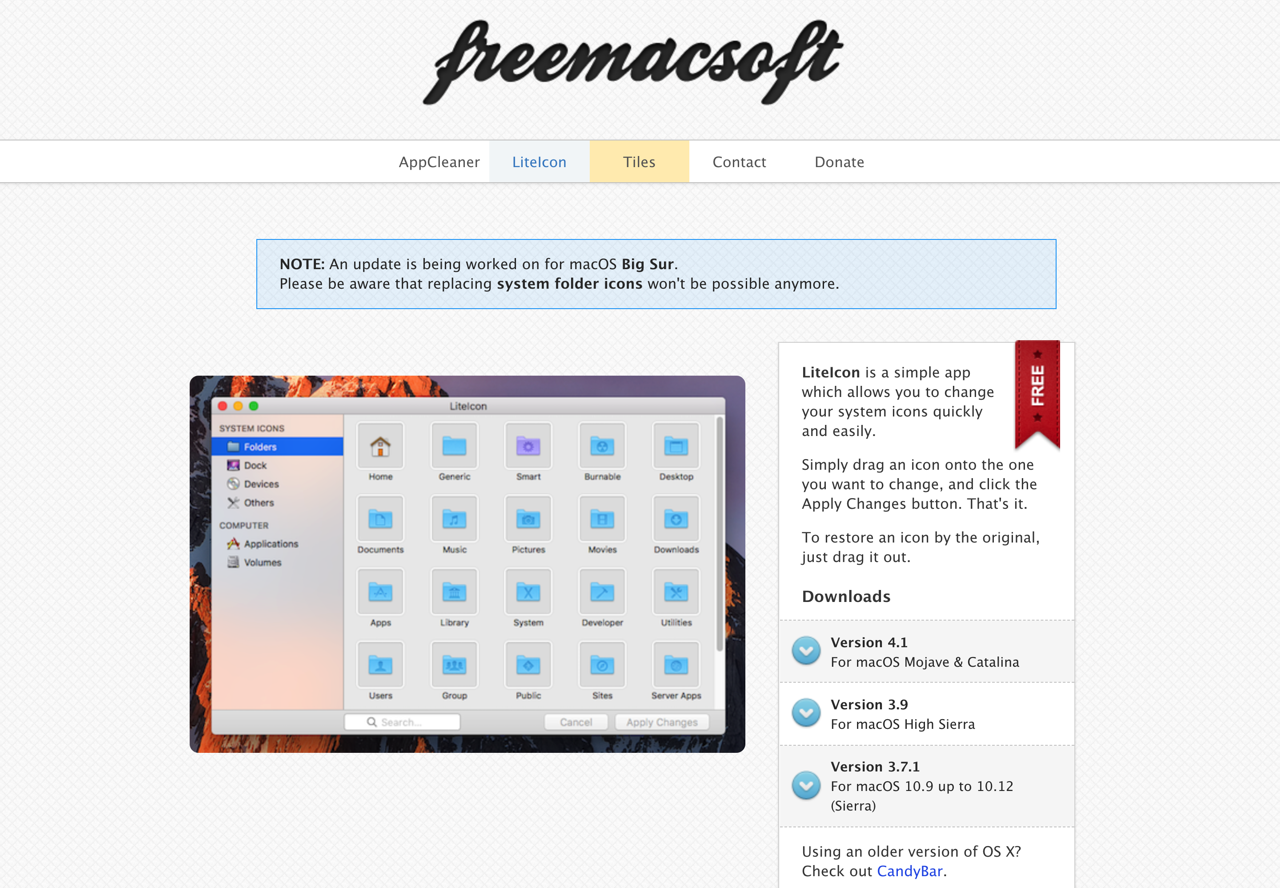 freemacsoft
AppCleaner
LiteIcon
Tiles
Contact
Donate
NOTE: An update is being worked on for macOS Big Sur.
Please be aware that replacing system folder icons won't be possible anymore.
LiteIcon
SYSTEM ICONS
Folders
Dock
Devices
Others
COMPUTER
Applications
Volumes
Home
Generic
Smart
Burnable
Desktop
Documents
Music
Pictures
Movies
Downloads
Apps
Library
System
Developer
Utilities
Users
Group
Public
Sites
Server Apps
Search...
Cancel
Apply Changes
FREE
LiteIcon is a simple app
which allows you to change
your system icons quickly
and easily.
Simply drag an icon onto the one
you want to change, and click the
Apply Changes button. That's it.
To restore an icon by the original,
just drag it out.
Downloads
Version 4.1
For macOS Mojave & Catalina
Version 3.9
For macOS High Sierra
Version 3.7.1
For macOS 10.9 up to 10.12
(Sierra)
Using an older version of OS X?
Check out CandyBar.